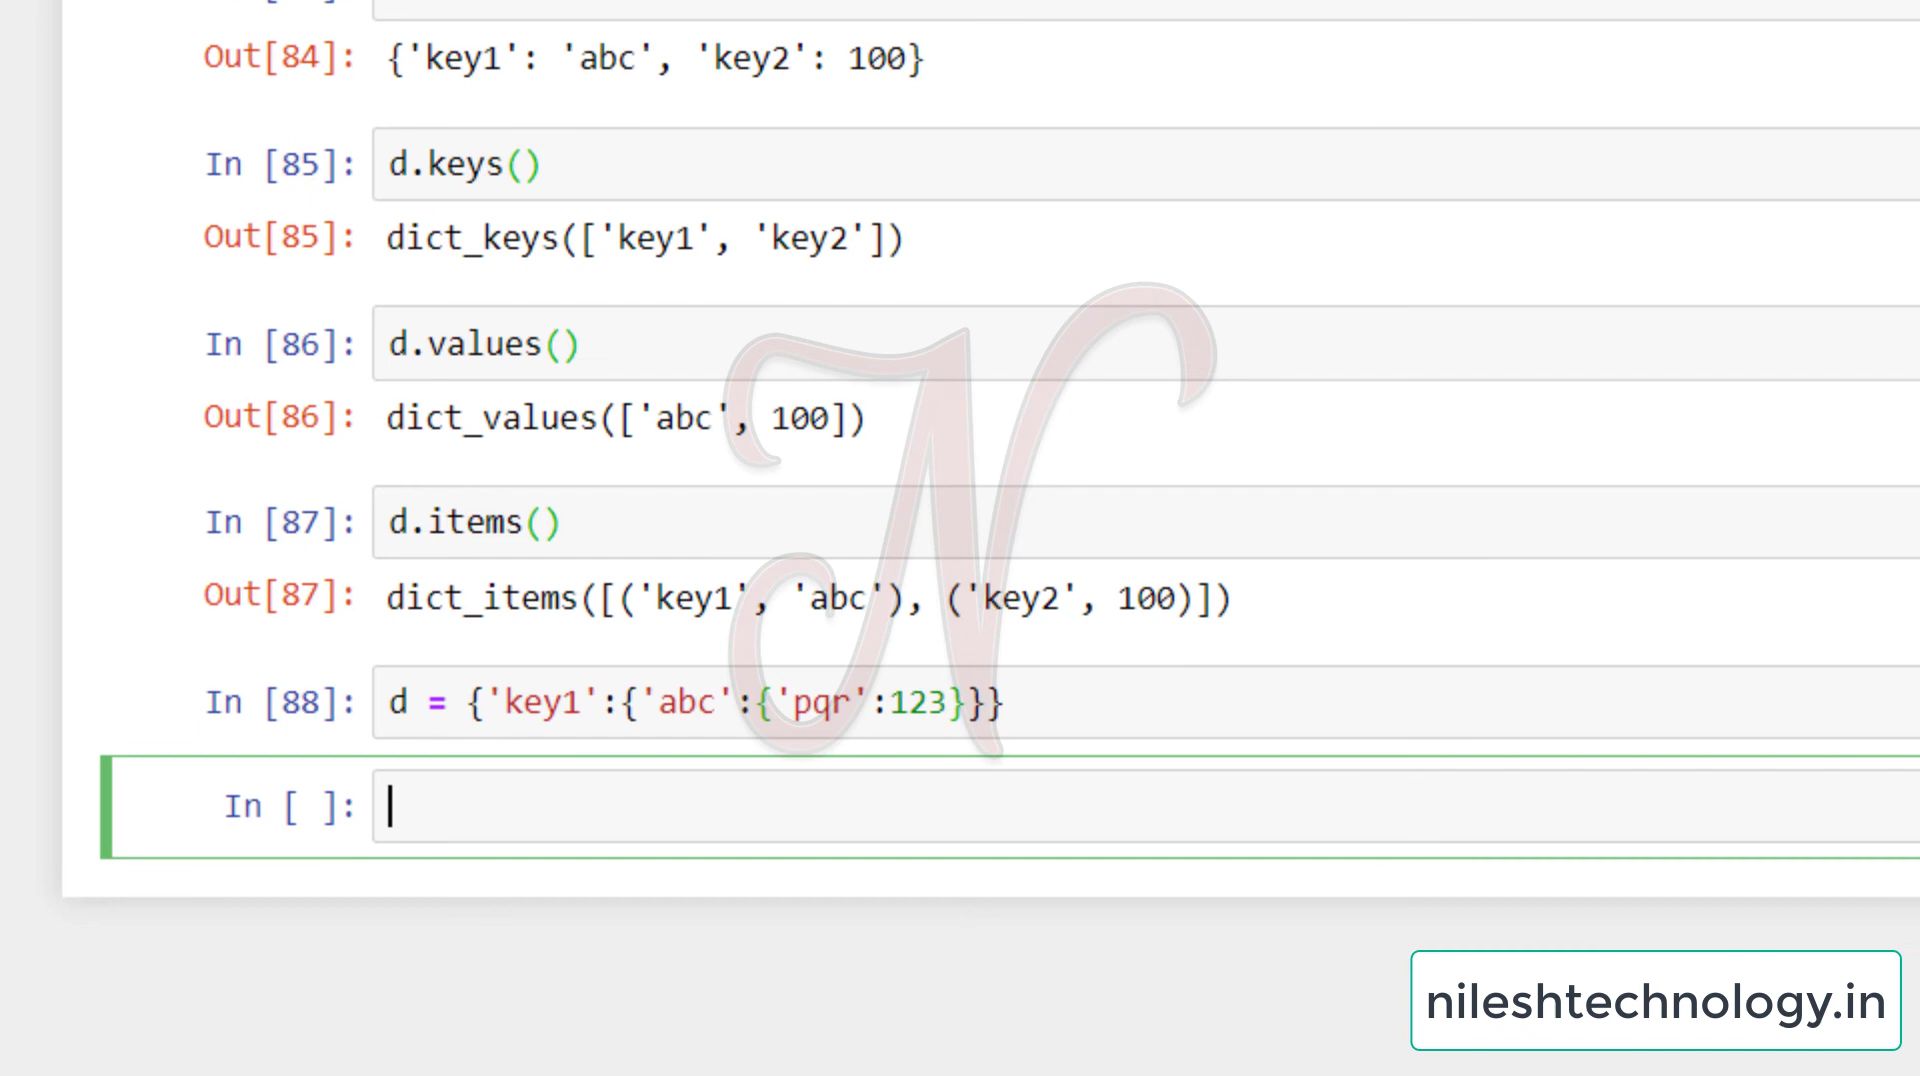 Out[84]: {'key1': 'abc', 'key2': 100}
In [85]: d.keys()
Out[85]: dict_keys(['key1', 'key2'])
In [86]: d.values()
Out[86]: dict_values(['abc', 100])
In [87]: d.items()
Out[87]: dict_items([('key1', 'abc'), ('key2', 100)])
In [88]: d = {'key1':{'abc':{'pqr':123}}}
In [ ]:
N
nileshtechnology.in